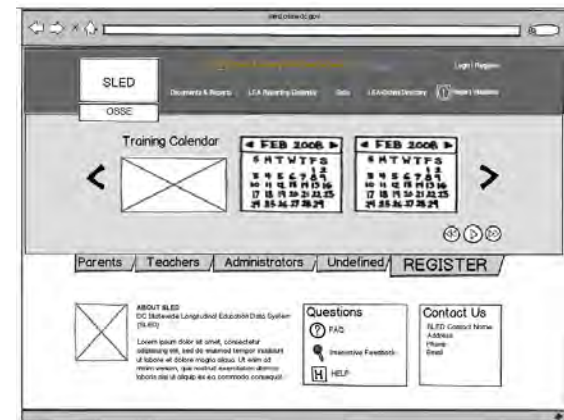 sled.osse.dc.gov
Login | Register
SLED
OSSE
Documents & Reports
LEA Reporting Calendar
Data
Training Calendar
FEB 2008
S M T W T F S
1 2
3 4 5 6 7 8 9
10 11 12 13 14 15 16
17 18 19 20 21 22 23
24 25 26 27 28 29
FEB 2008
S M T W T F S
1 2
3 4 5 6 7 8 9
10 11 12 13 14 15 16
17 18 19 20 21 22 23
24 25 26 27 28 29
Parents
Teachers
Administrators
Undefined
REGISTER
ABOUT SLED
DC Statewide Longitudinal Education Data System
(SLED)
Lorem ipsum dolor sit amet, consectetur
adipisicing elit, sed do eiusmod tempor incididunt
ut labore et dolore magna aliqua. Ut enim ad
minim veniam, quis nostrud exercitation ullamco
laboris nisi ut aliquip ex ea commodo consequat.
Questions
? FAQ
Interactive Feedback
H HELP
Contact Us
SLED Contact Name
Address
Phone
Email